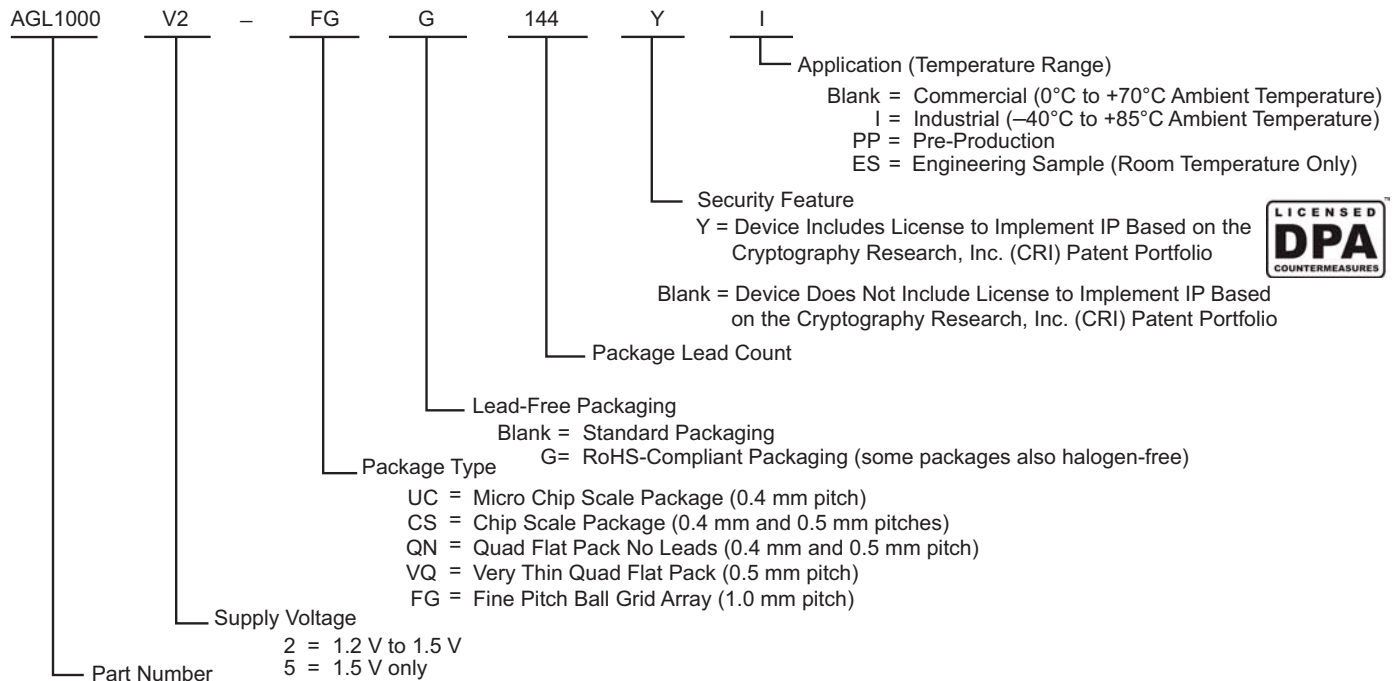 AGL1000 V2 – FG G 144 Y I
Application (Temperature Range)
Blank = Commercial (0°C to +70°C Ambient Temperature)
I = Industrial (–40°C to +85°C Ambient Temperature)
PP = Pre-Production
ES = Engineering Sample (Room Temperature Only)
Security Feature
Y = Device Includes License to Implement IP Based on the
Cryptography Research, Inc. (CRI) Patent Portfolio
LICENSED
DPA
COUNTERMEASURES
™
Blank = Device Does Not Include License to Implement IP Based
on the Cryptography Research, Inc. (CRI) Patent Portfolio
Package Lead Count
Lead-Free Packaging
Blank = Standard Packaging
G= RoHS-Compliant Packaging (some packages also halogen-free)
Package Type
UC = Micro Chip Scale Package (0.4 mm pitch)
CS = Chip Scale Package (0.4 mm and 0.5 mm pitches)
QN = Quad Flat Pack No Leads (0.4 mm and 0.5 mm pitch)
VQ = Very Thin Quad Flat Pack (0.5 mm pitch)
FG = Fine Pitch Ball Grid Array (1.0 mm pitch)
Supply Voltage
2 = 1.2 V to 1.5 V
5 = 1.5 V only
Part Number